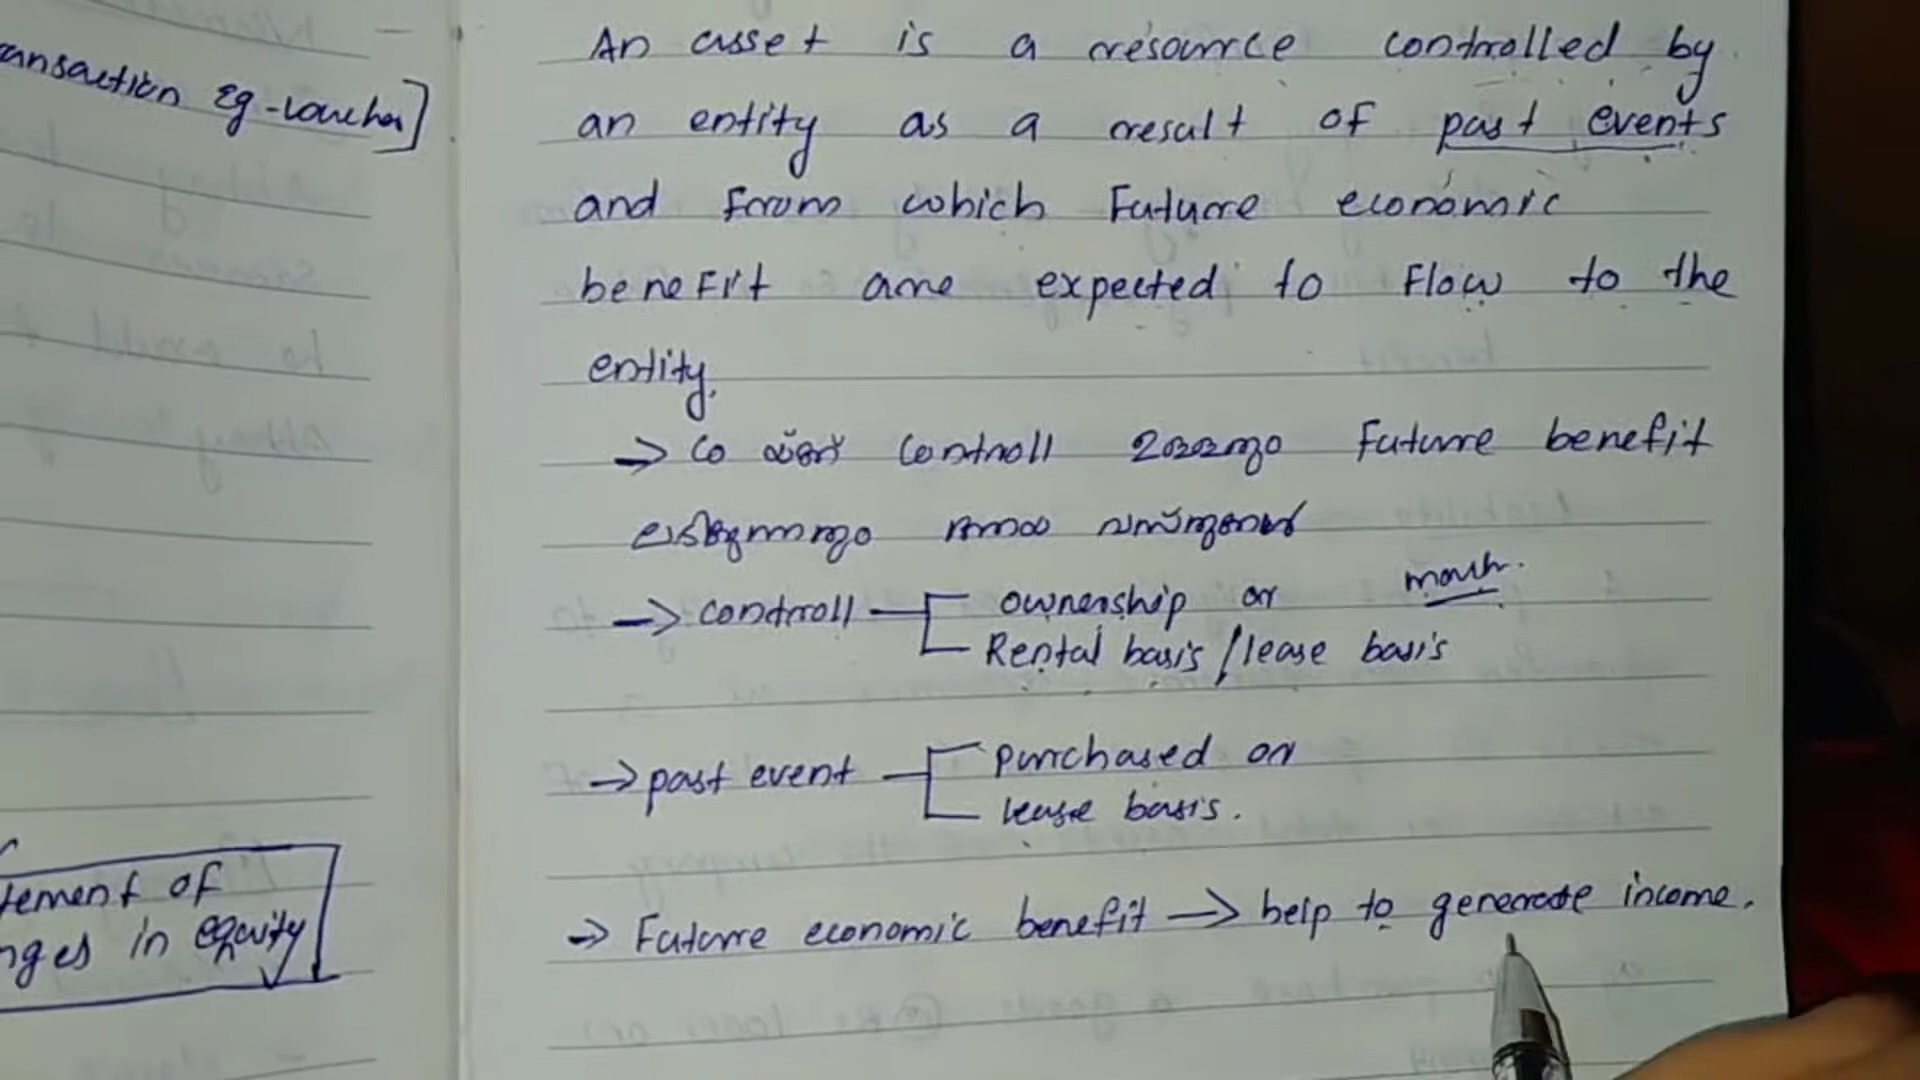 ansaction eg-voucher]
tement of
nges in equity
An asset is a resource controlled by
an entity as a result of past events
and from which Future economic
benefit are expected to Flow to the
entity.
→ controll Future benefit
→ controll ownership or
mark.
Rental basis / lease basis
→ past event purchased or
lease basis.
→ Future economic benefit → help to generate income.